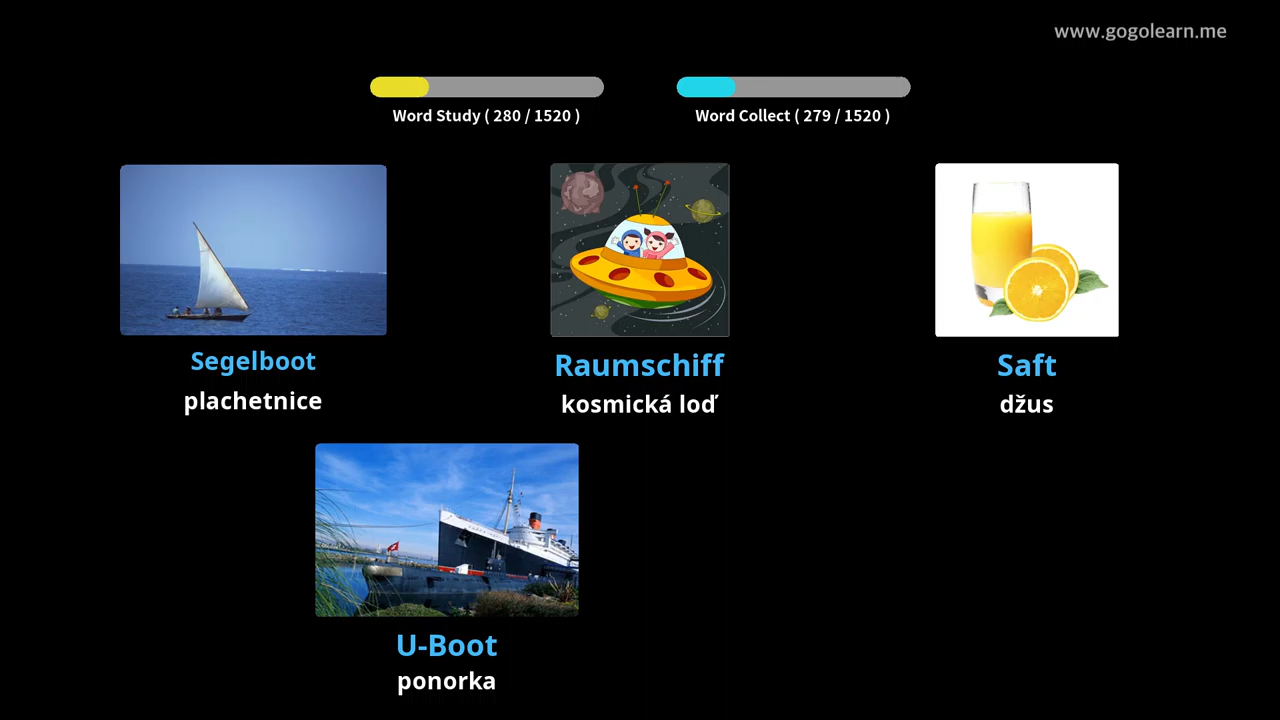 www.gogolearn.me
Word Study ( 280 / 1520 )
Word Collect ( 279 / 1520 )
Segelboot
plachetnice
Raumschiff
kosmická loď
Saft
džus
U-Boot
ponorka